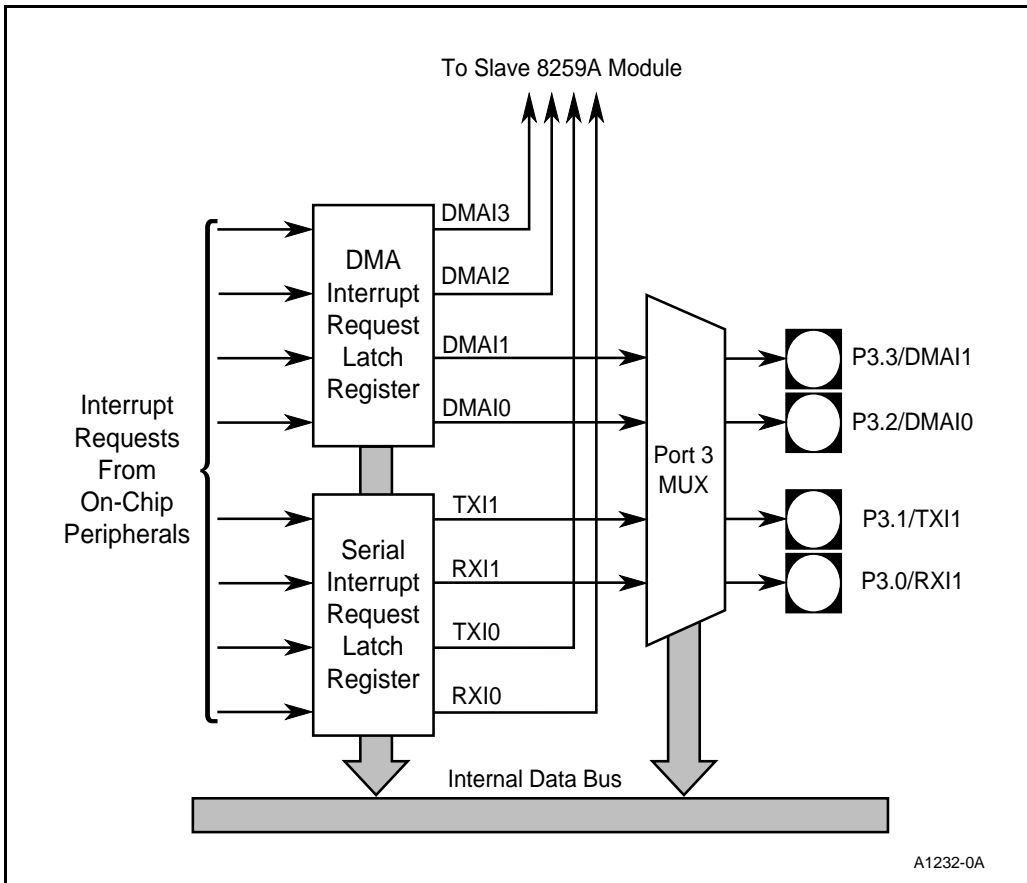 To Slave 8259A Module
DMAI3
DMA
Interrupt
Request
Latch
Register
DMAI2
DMAI1
DMAI0
Interrupt
Requests
From
On-Chip
Peripherals
Serial
Interrupt
Request
Latch
Register
TXI1
RXI1
TXI0
RXI0
Port 3
MUX
P3.3/DMAI1
P3.2/DMAI0
P3.1/TXI1
P3.0/RXI1
Internal Data Bus
A1232-0A